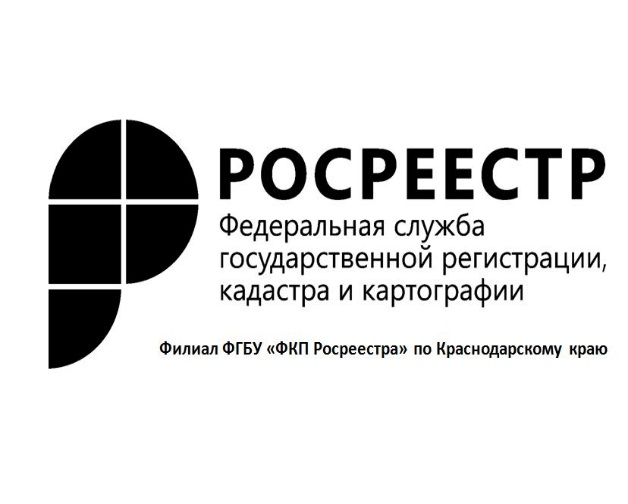 РОСРЕЕСТР
Федеральная служба
государственной регистрации,
кадастра и картографии
Филиал ФГБУ «ФКП Росреестра» по Краснодарскому краю